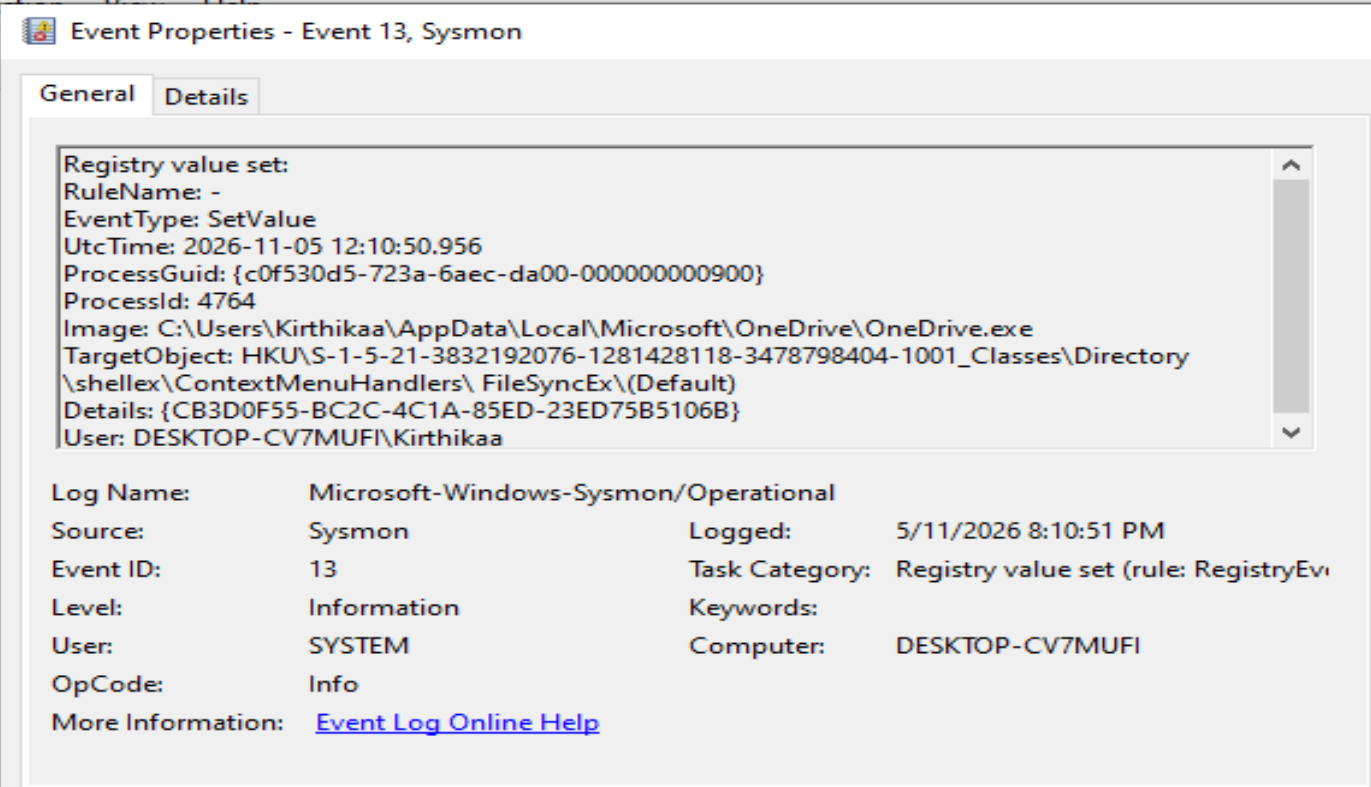 Event Properties - Event 13, Sysmon
General Details
Registry value set:
RuleName: -
EventType: SetValue
UtcTime: 2026-11-05 12:10:50.956
ProcessGuid: {c0f530d5-723a-6aec-da00-000000000900}
ProcessId: 4764
Image: C:\Users\Kirthikaa\AppData\Local\Microsoft\OneDrive\OneDrive.exe
TargetObject: HKU\S-1-5-21-3832192076-1281428118-3478798404-1001_Classes\Directory
\shellex\ContextMenuHandlers\ FileSyncEx\(Default)
Details: {CB3D0F55-BC2C-4C1A-85ED-23ED75B5106B}
User: DESKTOP-CV7MUFI\Kirthikaa
Log Name: Microsoft-Windows-Sysmon/Operational
Source: Sysmon Logged: 5/11/2026 8:10:51 PM
Event ID: 13 Task Category: Registry value set (rule: RegistryEv
Level: Information Keywords:
User: SYSTEM Computer: DESKTOP-CV7MUFI
OpCode: Info
More Information: Event Log Online Help